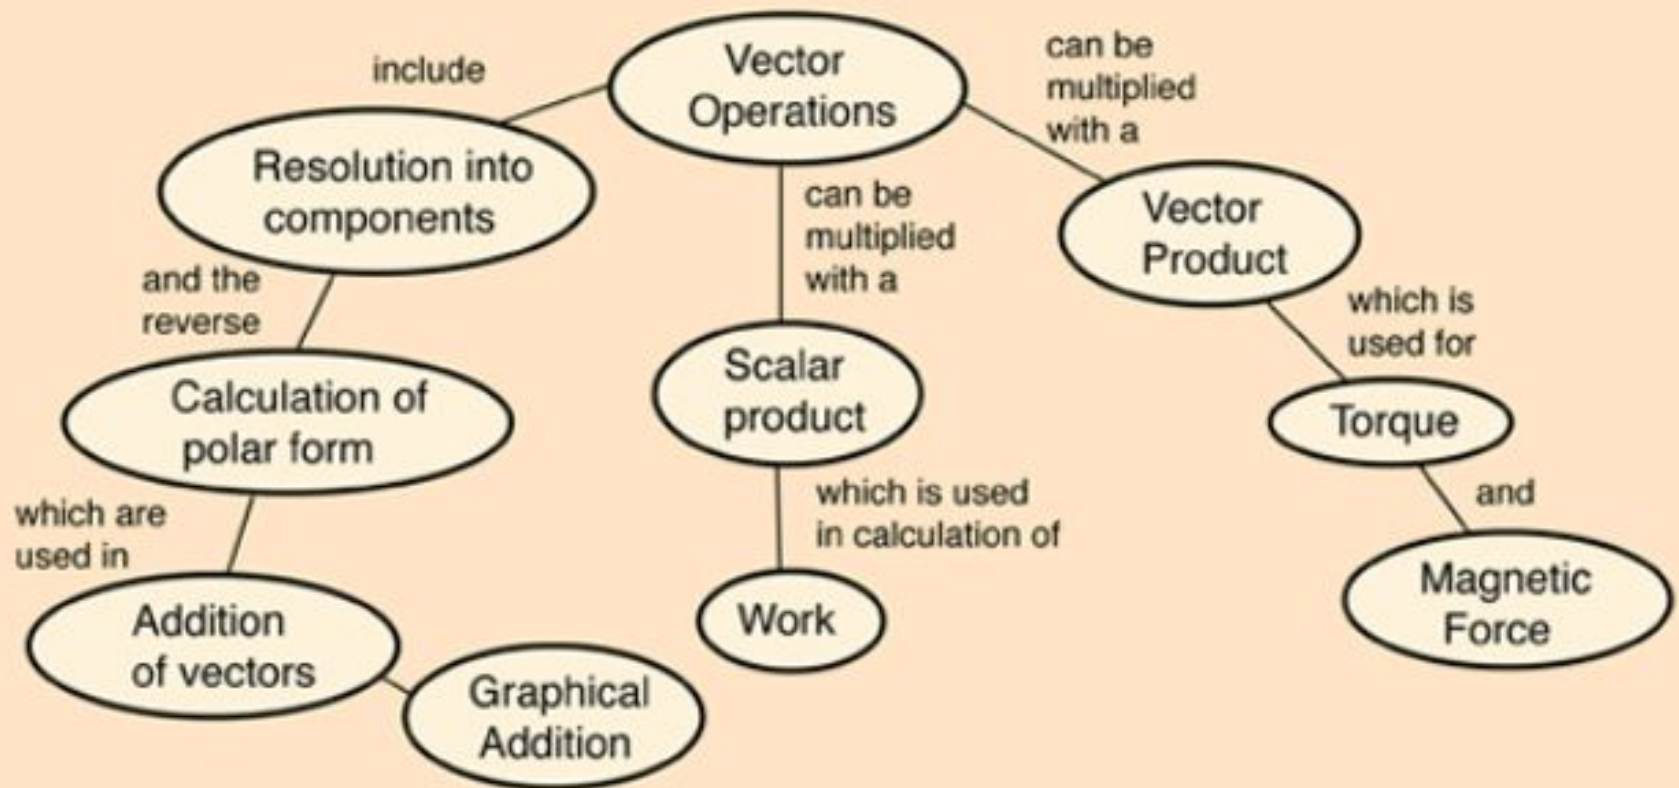 Vector
Operations
include
can be
multiplied
with a
Resolution into
components
can be
multiplied
with a
Vector
Product
and the
reverse
which is
used for
Calculation of
polar form
Scalar
product
Torque
which are
used in
which is used
in calculation of
and
Addition
of vectors
Work
Magnetic
Force
Graphical
Addition